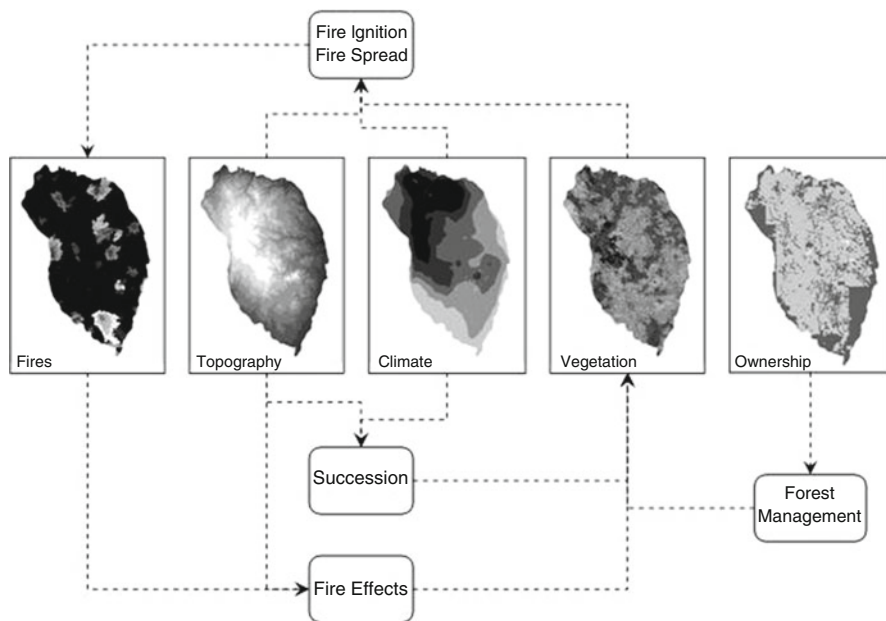 Fire Ignition
Fire Spread
Fires
Topography
Climate
Vegetation
Ownership
Succession
Forest
Management
Fire Effects